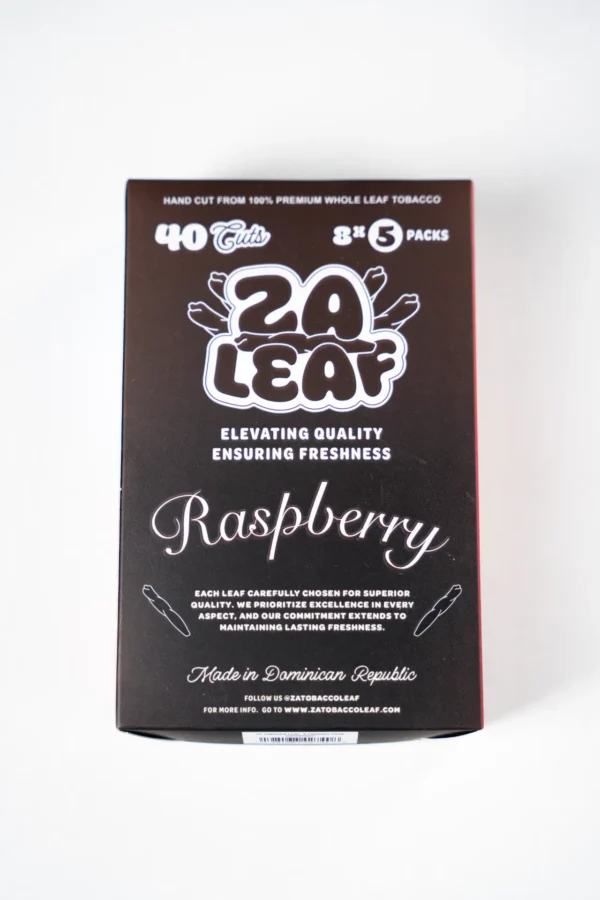 HAND CUT FROM 100% PREMIUM WHOLE LEAF TOBACCO
40 Cuts 8x 5 PACKS
ZA
LEAF
ELEVATING QUALITY
ENSURING FRESHNESS
Raspberry
EACH LEAF CAREFULLY CHOSEN FOR SUPERIOR
QUALITY. WE PRIORITIZE EXCELLENCE IN EVERY
ASPECT, AND OUR COMMITMENT EXTENDS TO
MAINTAINING LASTING FRESHNESS.
Made in Dominican Republic
FOLLOW US @ZATOBACCOLEAF
FOR MORE INFO. GO TO WWW.ZATOBACCOLEAF.COM